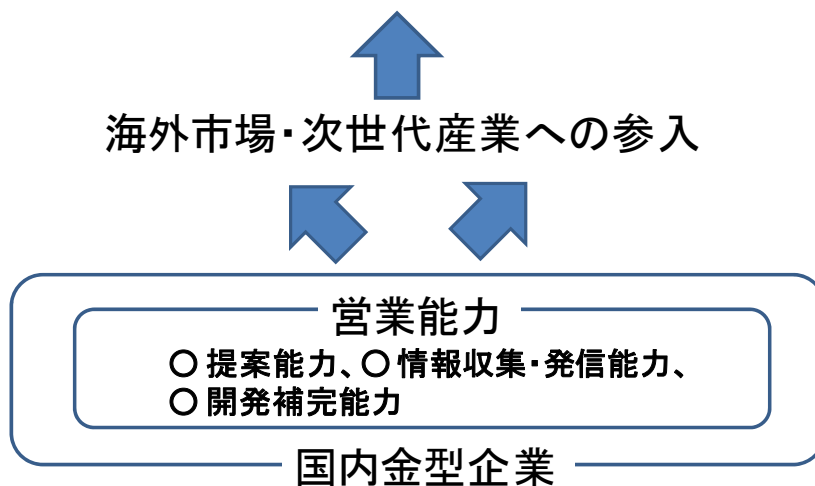 海外市場・次世代産業への参入
営業能力
○提案能力、○情報収集・発信能力、
○開発補完能力
国内金型企業